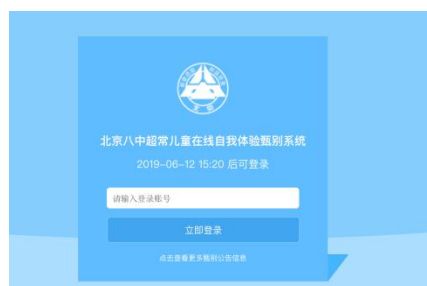 北京八中超常儿童在线自我体验甄别系统
2019-06-12 15:20 后可登录
请输入登录账号
立即登录
点击查看更多甄别公告信息